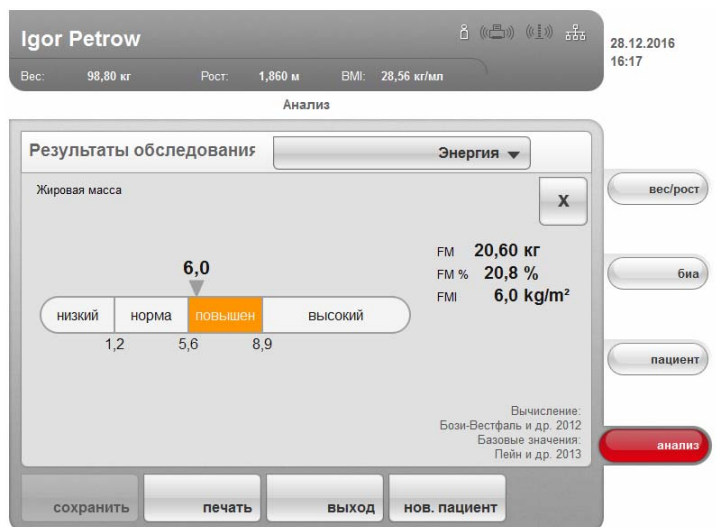 Igor Petrow
28.12.2016
16:17
Вес: 98,80 кг Рост: 1,860 м BMI: 28,56 кг/мл
Анализ
Результаты обследования
Энергия
Жировая масса
X
вес/рост
FM 20,60 кг
FM % 20,8 %
FMI 6,0 kg/m²
6,0
биа
низкий норма повышен высокий
1,2 5,6 8,9
пациент
Вычисление:
Бози-Вестфаль и др. 2012
Базовые значения:
Пейн и др. 2013
анализ
сохранить печать выход нов. пациент